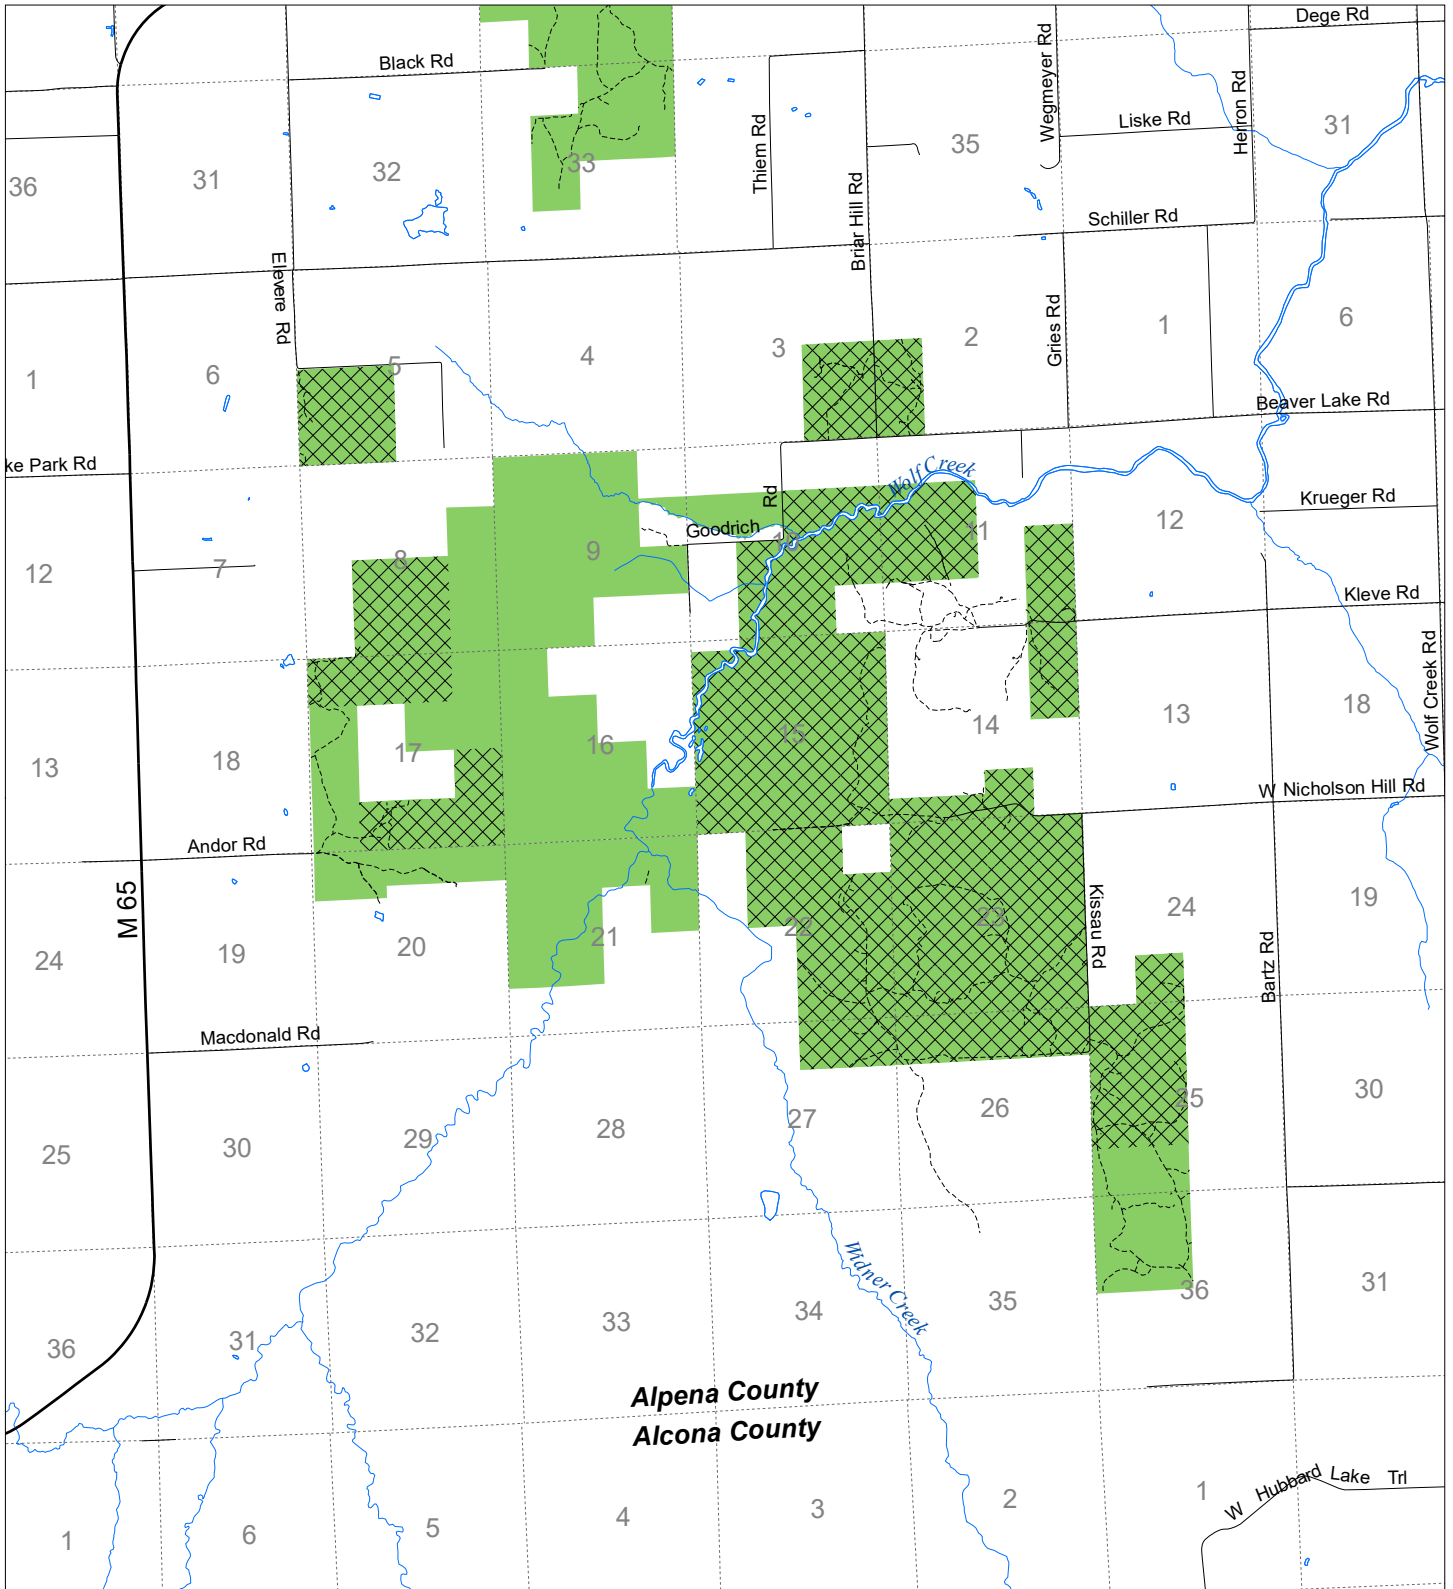 Dege Rd
Black Rd
Wegmeyer Rd
Herron Rd
Liske Rd
31
35
Thiem Rd
33
32
31
36
Briar Hill Rd
Schiller Rd
Elevere Rd
Gries Rd
6
1
2
3
4
5
6
1
Beaver Lake Rd
ke Park Rd
Wolf Creek
Rd
Krueger Rd
Goodrich
12
11
10
9
8
7
12
Kleve Rd
Wolf Creek Rd
18
13
14
15
16
17
18
13
W Nicholson Hill Rd
Andor Rd
M 65
Kissau Rd
19
24
23
22
21
20
19
24
Bartz Rd
Macdonald Rd
30
25
26
27
28
29
30
25
Widner Creek
31
36
35
34
33
32
31
36
Alpena County
Alcona County
W Hubbard Lake Trl
1
2
3
4
5
6
1